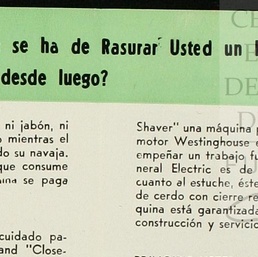 se ha de Rasurar Usted un
desde luego?
ni jabón, ni
mientras el
do su navaja.
que consume
se paga
cuidado pa-
and "Close-
Shaver" una máquina p
motor Westinghouse
empeñar un trabajo fu
neral Electric es de
cuanto al estuche, éste
de cerdo con cierre re
quina está garantizada
construcción y servicio